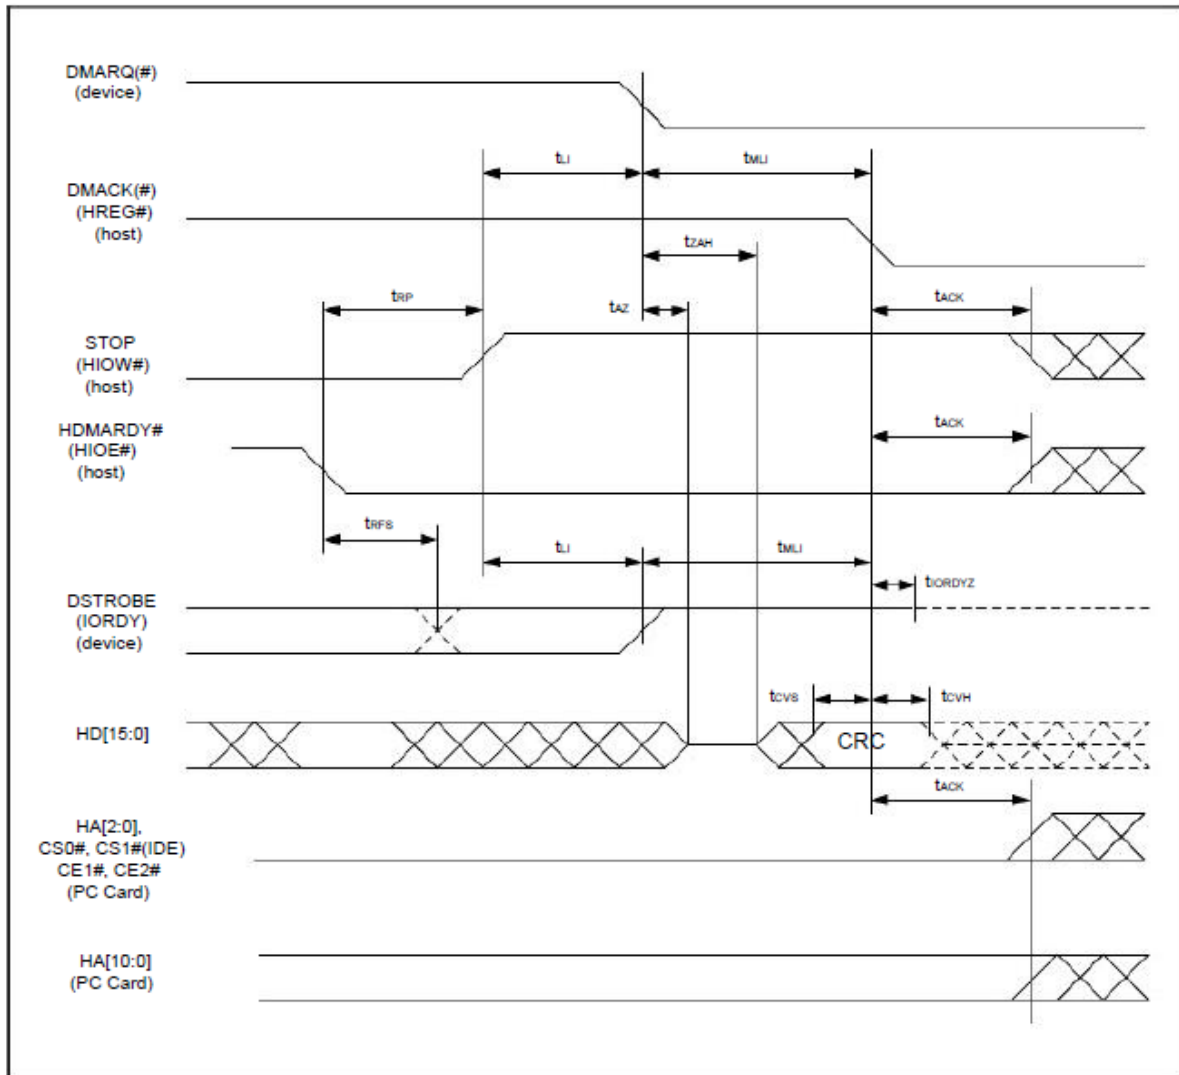 DMARQ(#)
(device)
tLI
tMLI
DMACK(#)
(HREG#)
(host)
tZAH
tRP
tAZ
tACK
STOP
(HIOW#)
(host)
HDMARDY#
(HIOE#)
(host)
tACK
tRFS
tLI
tMLI
tIORDYZ
DSTROBE
(IORDY)
(device)
tCVS
tCVH
HD[15:0]
CRC
tACK
HA[2:0],
CS0#, CS1#(IDE)
CE1#, CE2#
(PC Card)
HA[10:0]
(PC Card)